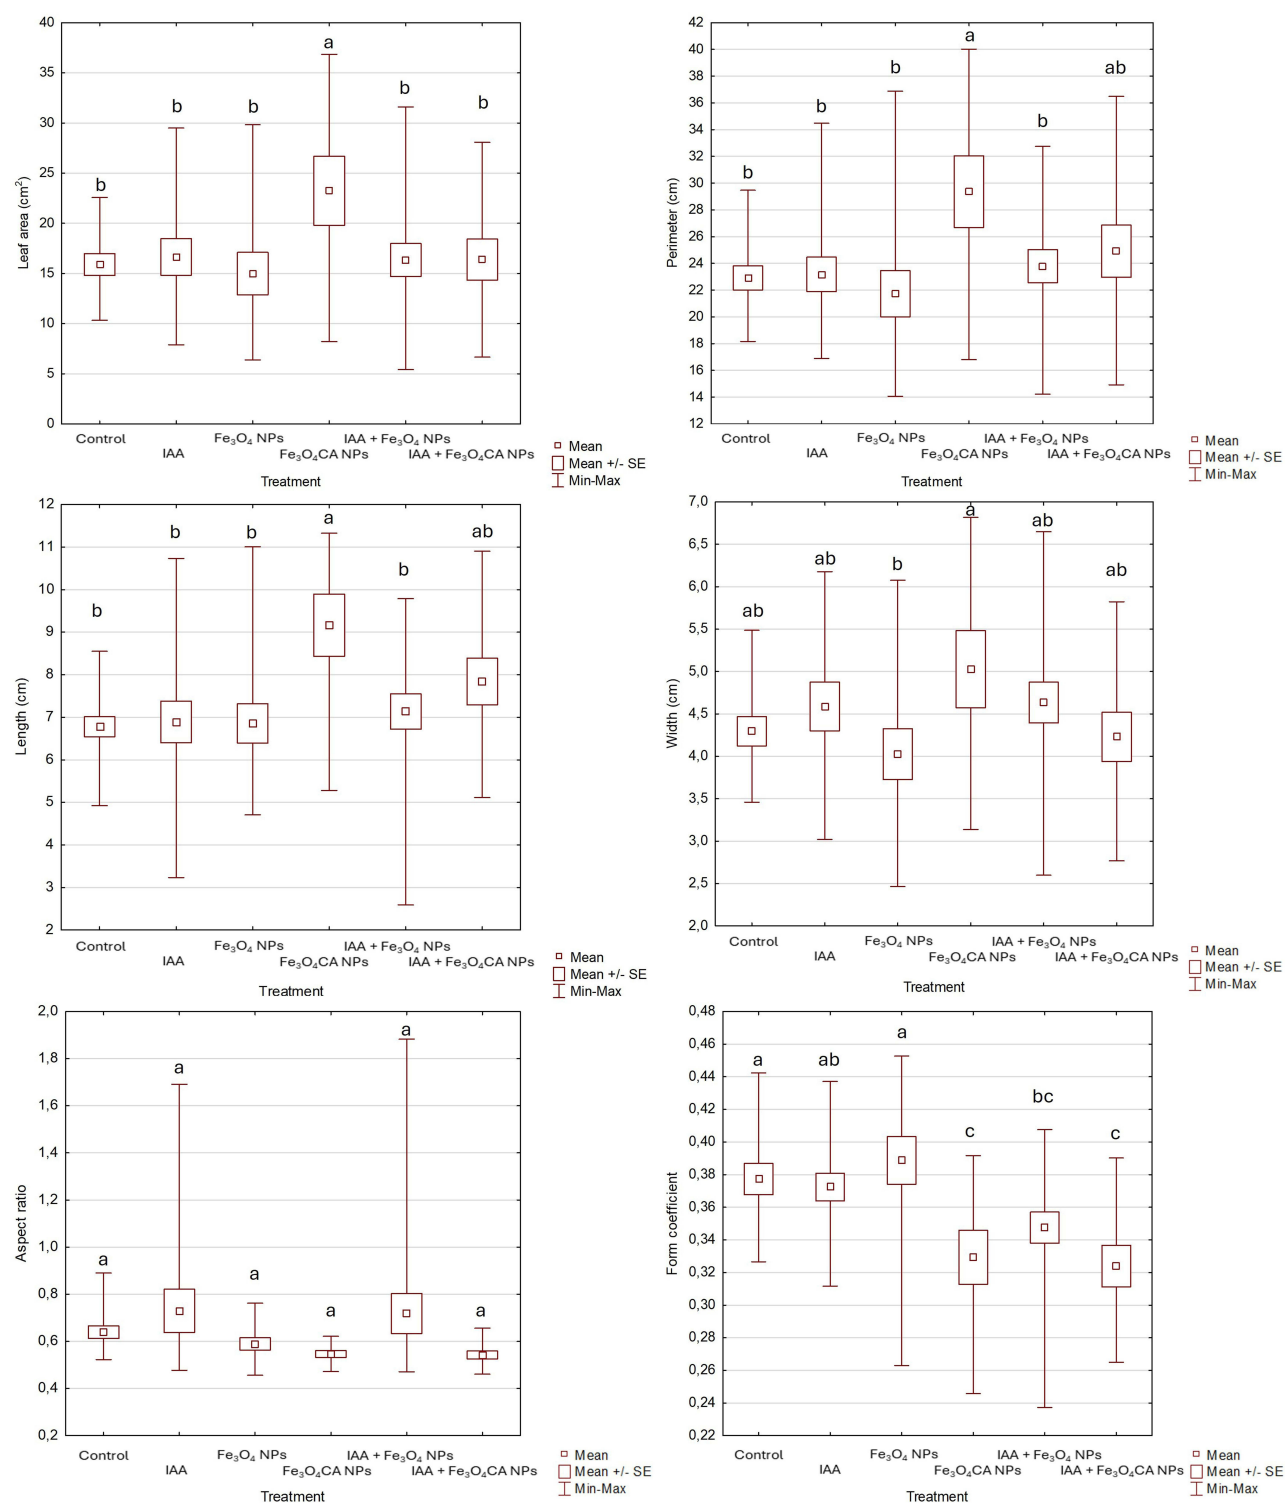 40
35
30
25
20
15
10
5
0
Leaf area (cm²)
b
b
b
a
b
b
Control
IAA
Fe₃O₄ NPs
Fe₃O₄CA NPs
IAA + Fe₃O₄ NPs
IAA + Fe₃O₄CA NPs
Treatment
Mean
Mean +/- SE
Min-Max
42
40
38
36
34
32
30
28
26
24
22
20
18
16
14
12
Perimeter (cm)
b
b
b
a
b
ab
Control
IAA
Fe₃O₄ NPs
Fe₃O₄CA NPs
IAA + Fe₃O₄ NPs
IAA + Fe₃O₄CA NPs
Treatment
Mean
Mean +/- SE
Min-Max
12
11
10
9
8
7
6
5
4
3
2
Length (cm)
b
b
b
a
b
ab
Control
IAA
Fe₃O₄ NPs
Fe₃O₄CA NPs
IAA + Fe₃O₄ NPs
IAA + Fe₃O₄CA NPs
Treatment
Mean
Mean +/- SE
Min-Max
7,0
6,5
6,0
5,5
5,0
4,5
4,0
3,5
3,0
2,5
2,0
Width (cm)
ab
ab
b
a
ab
ab
Control
IAA
Fe₃O₄ NPs
Fe₃O₄CA NPs
IAA + Fe₃O₄ NPs
IAA + Fe₃O₄CA NPs
Treatment
Mean
Mean +/- SE
Min-Max
2,0
1,8
1,6
1,4
1,2
1,0
0,8
0,6
0,4
0,2
Aspect ratio
a
a
a
a
a
a
Control
IAA
Fe₃O₄ NPs
Fe₃O₄CA NPs
IAA + Fe₃O₄ NPs
IAA + Fe₃O₄CA NPs
Treatment
Mean
Mean +/- SE
Min-Max
0,48
0,46
0,44
0,42
0,40
0,38
0,36
0,34
0,32
0,30
0,28
0,26
0,24
0,22
Form coefficient
a
ab
a
c
bc
c
Control
IAA
Fe₃O₄ NPs
Fe₃O₄CA NPs
IAA + Fe₃O₄ NPs
IAA + Fe₃O₄CA NPs
Treatment
Mean
Mean +/- SE
Min-Max